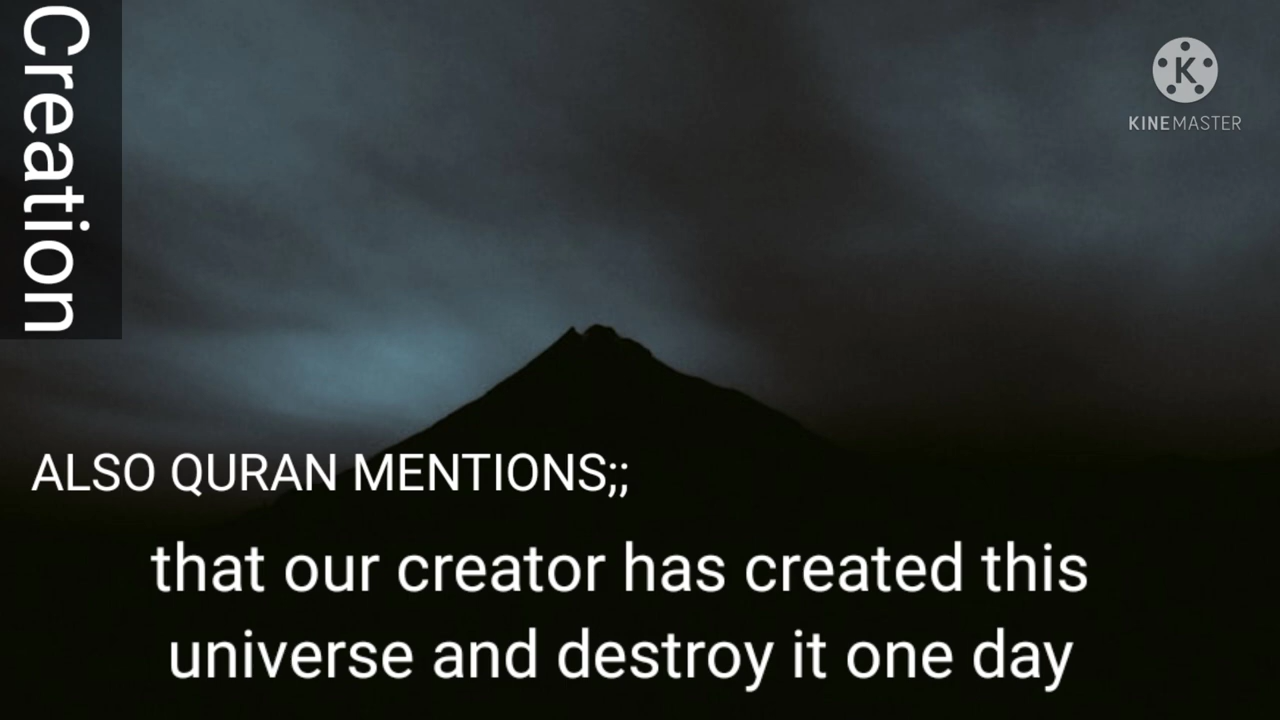 Creation
K
KINEMASTER
ALSO QURAN MENTIONS;;
that our creator has created this
universe and destroy it one day